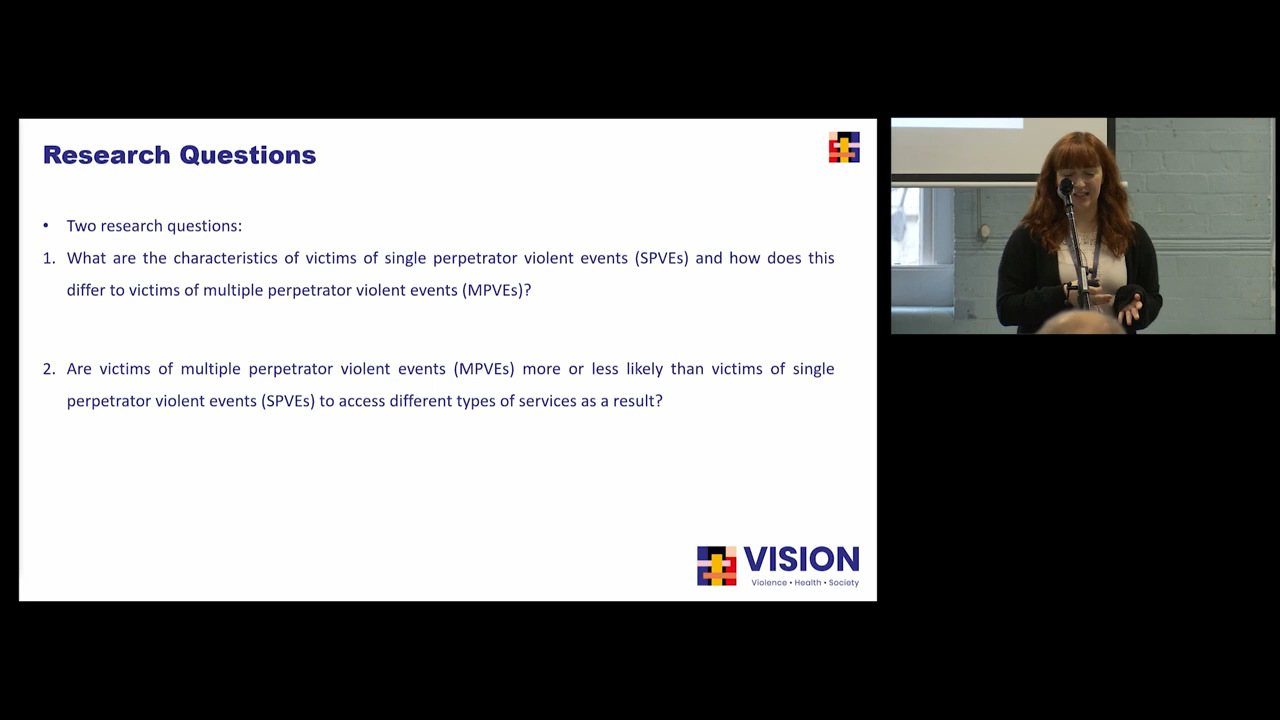 Research Questions
• Two research questions:
1. What are the characteristics of victims of single perpetrator violent events (SPVEs) and how does this
differ to victims of multiple perpetrator violent events (MPVEs)?
2. Are victims of multiple perpetrator violent events (MPVEs) more or less likely than victims of single
perpetrator violent events (SPVEs) to access different types of services as a result?
VISION
Violence • Health • Society